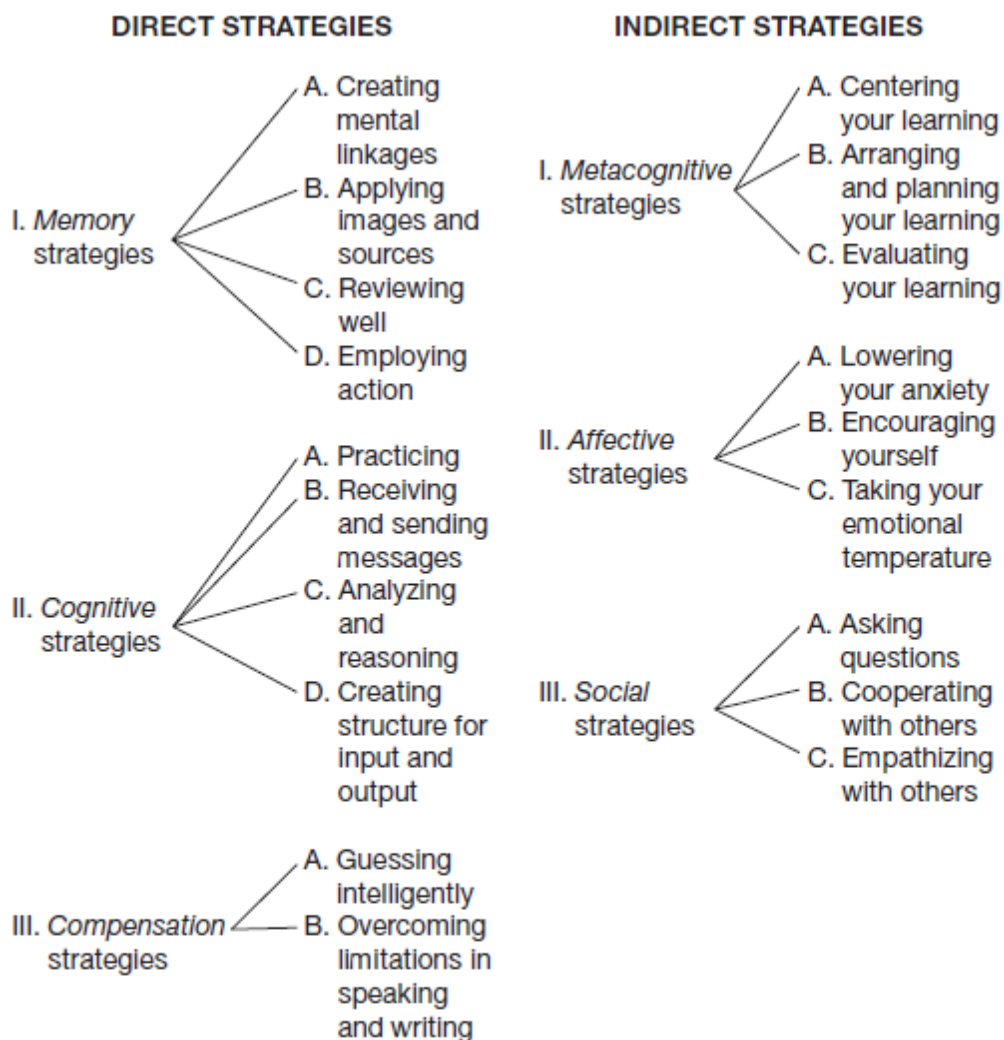 DIRECT STRATEGIES
I. Memory
strategies
A. Creating
mental
linkages
B. Applying
images and
sources
C. Reviewing
well
D. Employing
action
II. Cognitive
strategies
A. Practicing
B. Receiving
and sending
messages
C. Analyzing
and
reasoning
D. Creating
structure for
input and
output
III. Compensation
strategies
A. Guessing
intelligently
B. Overcoming
limitations in
speaking
and writing
INDIRECT STRATEGIES
I. Metacognitive
strategies
A. Centering
your learning
B. Arranging
and planning
your learning
C. Evaluating
your learning
II. Affective
strategies
A. Lowering
your anxiety
B. Encouraging
yourself
C. Taking your
emotional
temperature
III. Social
strategies
A. Asking
questions
B. Cooperating
with others
C. Empathizing
with others